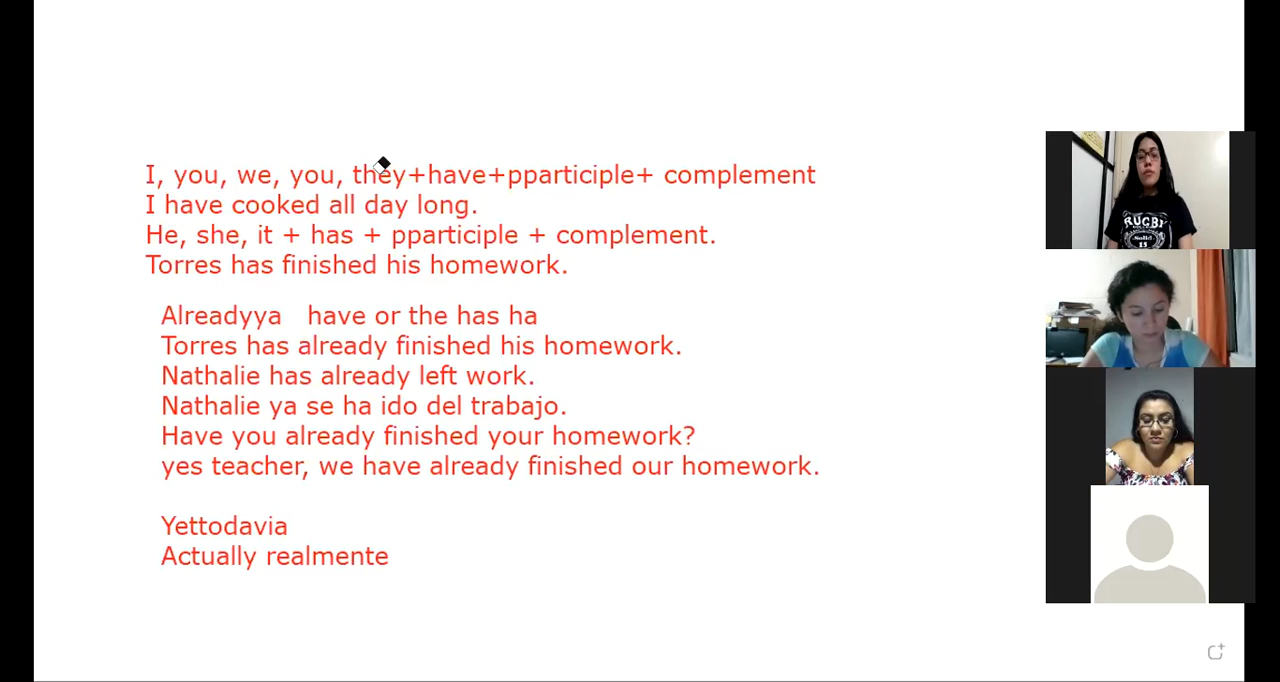 I, you, we, you, they+have+pparticiple+ complement
I have cooked all day long.
He, she, it + has + pparticiple + complement.
Torres has finished his homework.
Alreadyya have or the has ha
Torres has already finished his homework.
Nathalie has already left work.
Nathalie ya se ha ido del trabajo.
Have you already finished your homework?
yes teacher, we have already finished our homework.
Yettodavia
Actually realmente
RUGBY
Solid
15